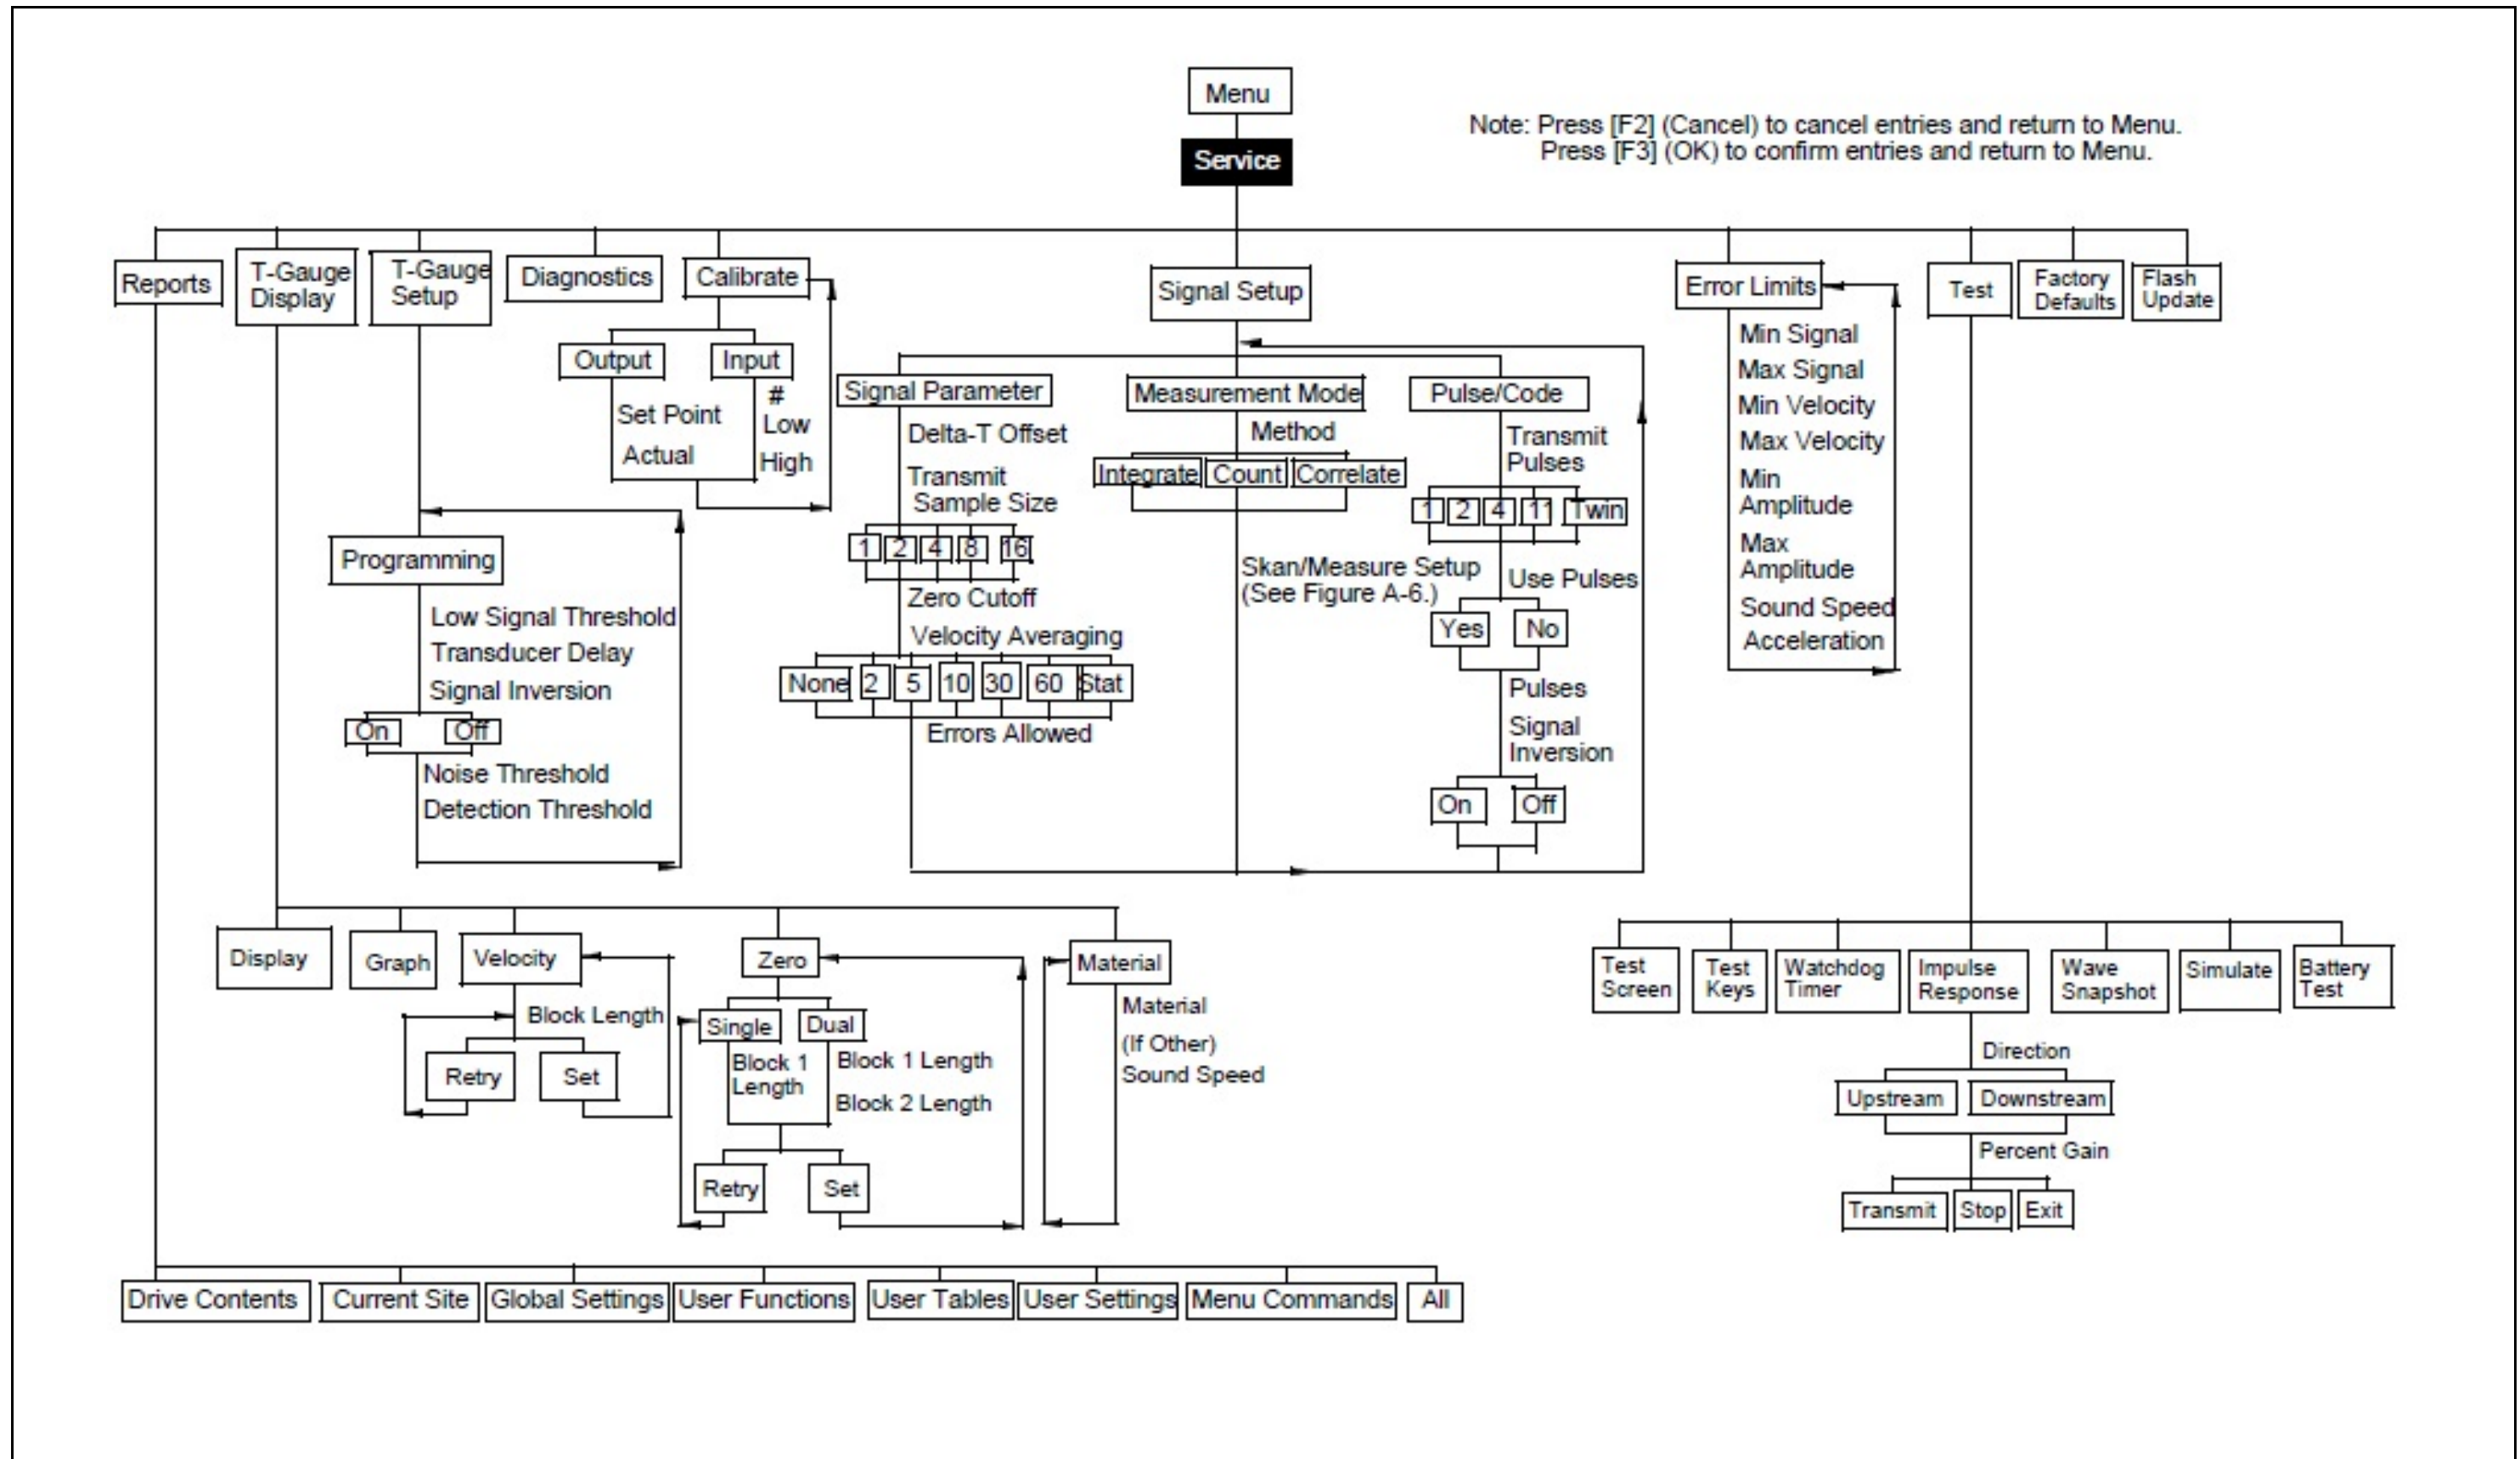 Menu
Service
Note: Press [F2] (Cancel) to cancel entries and return to Menu.
Press [F3] (OK) to confirm entries and return to Menu.
Reports
T-Gauge
Display
T-Gauge
Setup
Diagnostics
Calibrate
Signal Setup
Error Limits
Test
Factory
Defaults
Flash
Update
Output
Input
Set Point
Actual
#
Low
High
Programming
Low Signal Threshold
Transducer Delay
Signal Inversion
On
Off
Noise Threshold
Detection Threshold
Signal Parameter
Delta-T Offset
Transmit
Sample Size
1
2
4
8
16
Zero Cutoff
Velocity Averaging
None
2
5
10
30
60
Stat
Errors Allowed
Measurement Mode
Method
Integrate
Count
Correlate
Skan/Measure Setup
(See Figure A-6.)
Pulse/Code
Transmit
Pulses
1
2
4
11
Twin
Use Pulses
Yes
No
Pulses
Signal
Inversion
On
Off
Min Signal
Max Signal
Min Velocity
Max Velocity
Min
Amplitude
Max
Amplitude
Sound Speed
Acceleration
Display
Graph
Velocity
Block Length
Retry
Set
Zero
Single
Dual
Block 1
Length
Block 1 Length
Block 2 Length
Retry
Set
Material
Material
(If Other)
Sound Speed
Test
Screen
Test
Keys
Watchdog
Timer
Impulse
Response
Wave
Snapshot
Simulate
Battery
Test
Direction
Upstream
Downstream
Percent Gain
Transmit
Stop
Exit
Drive Contents
Current Site
Global Settings
User Functions
User Tables
User Settings
Menu Commands
All